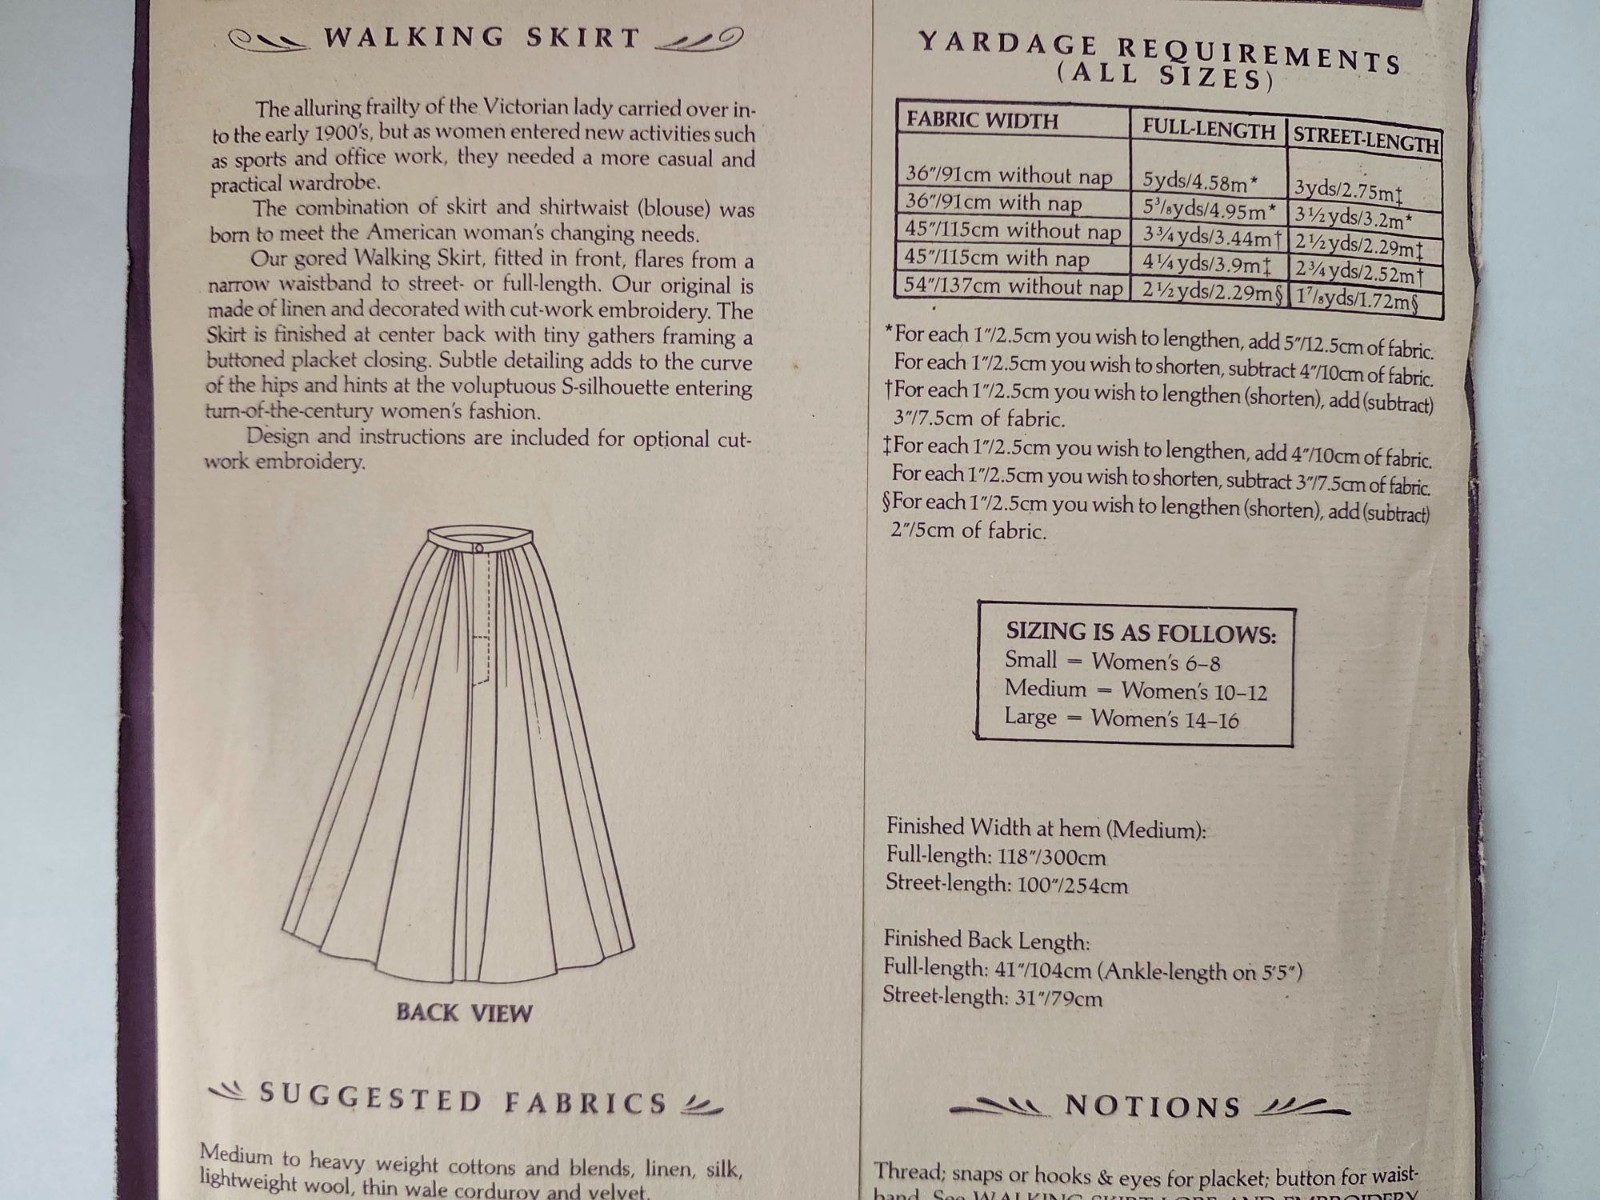 WALKING SKIRT
The alluring frailty of the Victorian lady carried over in-
to the early 1900's, but as women entered new activities such
as sports and office work, they needed a more casual and
practical wardrobe.
The combination of skirt and shirtwaist (blouse) was
born to meet the American woman's changing needs.
Our gored Walking Skirt, fitted in front, flares from a
narrow waistband to street- or full-length. Our original is
made of linen and decorated with cut-work embroidery. The
Skirt is finished at center back with tiny gathers framing a
buttoned placket closing. Subtle detailing adds to the curve
of the hips and hints at the voluptuous S-silhouette entering
turn-of-the-century women's fashion.
Design and instructions are included for optional cut-
work embroidery.
BACK VIEW
SUGGESTED FABRICS
Medium to heavy weight cottons and blends, linen, silk,
lightweight wool, thin wale corduroy and velvet.
YARDAGE REQUIREMENTS
(ALL SIZES)
FABRIC WIDTH FULL-LENGTH STREET-LENGTH
36"/91cm without nap 5yds/4.58m* 3yds/2.75m‡
36"/91cm with nap 5⅜yds/4.95m* 3½yds/3.2m*
45"/115cm without nap 3¾yds/3.44m† 2½yds/2.29m‡
45"/115cm with nap 4¼yds/3.9m‡ 2¾yds/2.52m†
54"/137cm without nap 2½yds/2.29m§ 1⅞yds/1.72m§
*For each 1"/2.5cm you wish to lengthen, add 5"/12.5cm of fabric.
For each 1"/2.5cm you wish to shorten, subtract 4"/10cm of fabric.
†For each 1"/2.5cm you wish to lengthen (shorten), add (subtract)
3"/7.5cm of fabric.
‡For each 1"/2.5cm you wish to lengthen, add 4"/10cm of fabric.
For each 1"/2.5cm you wish to shorten, subtract 3"/7.5cm of fabric.
§For each 1"/2.5cm you wish to lengthen (shorten), add (subtract)
2"/5cm of fabric.
SIZING IS AS FOLLOWS:
Small = Women's 6–8
Medium = Women's 10–12
Large = Women's 14–16
Finished Width at hem (Medium):
Full-length: 118"/300cm
Street-length: 100"/254cm
Finished Back Length:
Full-length: 41"/104cm (Ankle-length on 5'5")
Street-length: 31"/79cm
NOTIONS
Thread; snaps or hooks & eyes for placket; button for waist-
band. See WALKING SKIRT LORE AND EMBROIDERY